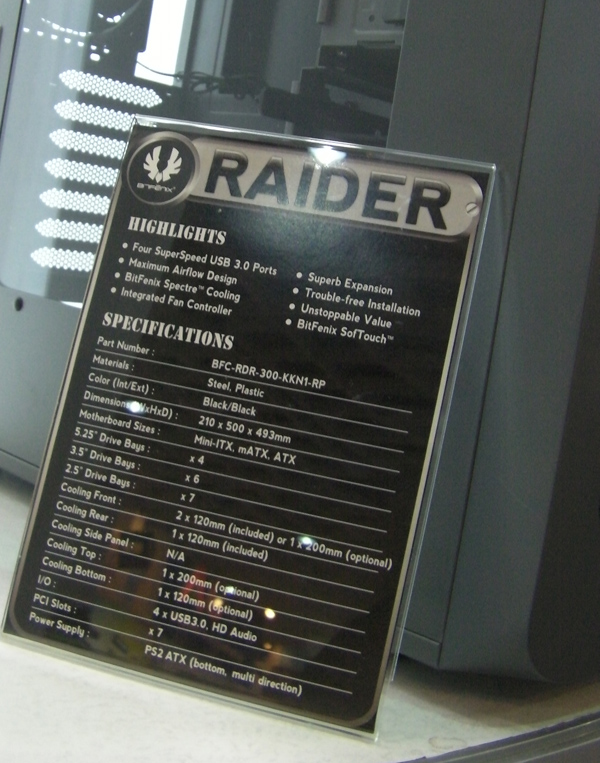 BITFENIX
RAIDER
HIGHLIGHTS
• Four SuperSpeed USB 3.0 Ports
• Maximum Airflow Design
• BitFenix Spectre™ Cooling
• Integrated Fan Controller
• Superb Expansion
• Trouble-free Installation
• Unstoppable Value
• BitFenix SofTouch™
SPECIFICATIONS
Part Number : BFC-RDR-300-KKN1-RP
Materials : Steel, Plastic
Color (Int/Ext) : Black/Black
Dimension (WxHxD) : 210 x 500 x 493mm
Motherboard Sizes : Mini-ITX, mATX, ATX
5.25" Drive Bays : x 4
3.5" Drive Bays : x 6
2.5" Drive Bays : x 7
Cooling Front : 2 x 120mm (included) or 1 x 200mm (optional)
Cooling Rear : 1 x 120mm (included)
Cooling Side Panel : N/A
Cooling Top : 1 x 200mm (optional)
Cooling Bottom : 1 x 120mm (optional)
I/O : 4 x USB3.0, HD Audio
PCI Slots : x 7
Power Supply : PS2 ATX (bottom, multi direction)